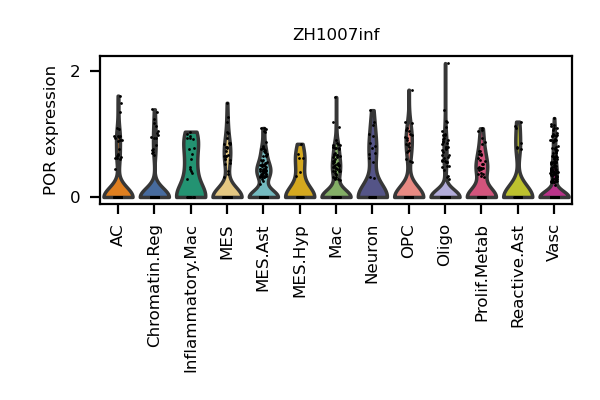 ZH1007inf
POR expression
2
0
AC
Chromatin.Reg
Inflammatory.Mac
MES
MES.Ast
MES.Hyp
Mac
Neuron
OPC
Oligo
Prolif.Metab
Reactive.Ast
Vasc